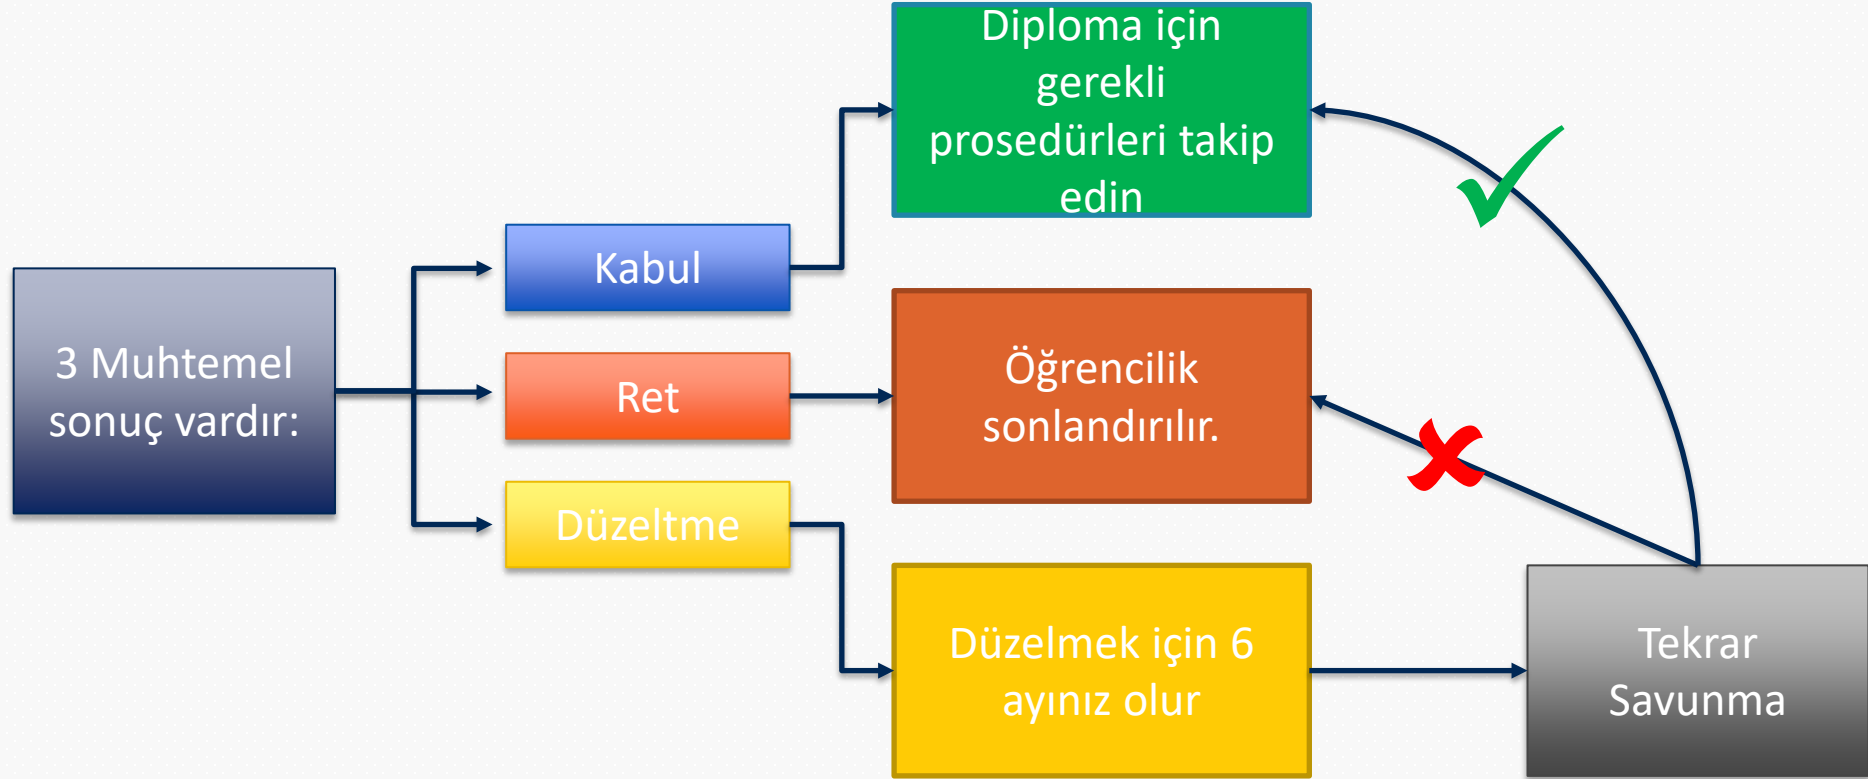 3 Muhtemel
sonuç vardır:
Kabul
Ret
Düzeltme
Diploma için
gerekli
prosedürleri takip
edin
Öğrencilik
sonlandırılır.
Düzelmek için 6
ayınız olur
Tekrar
Savunma